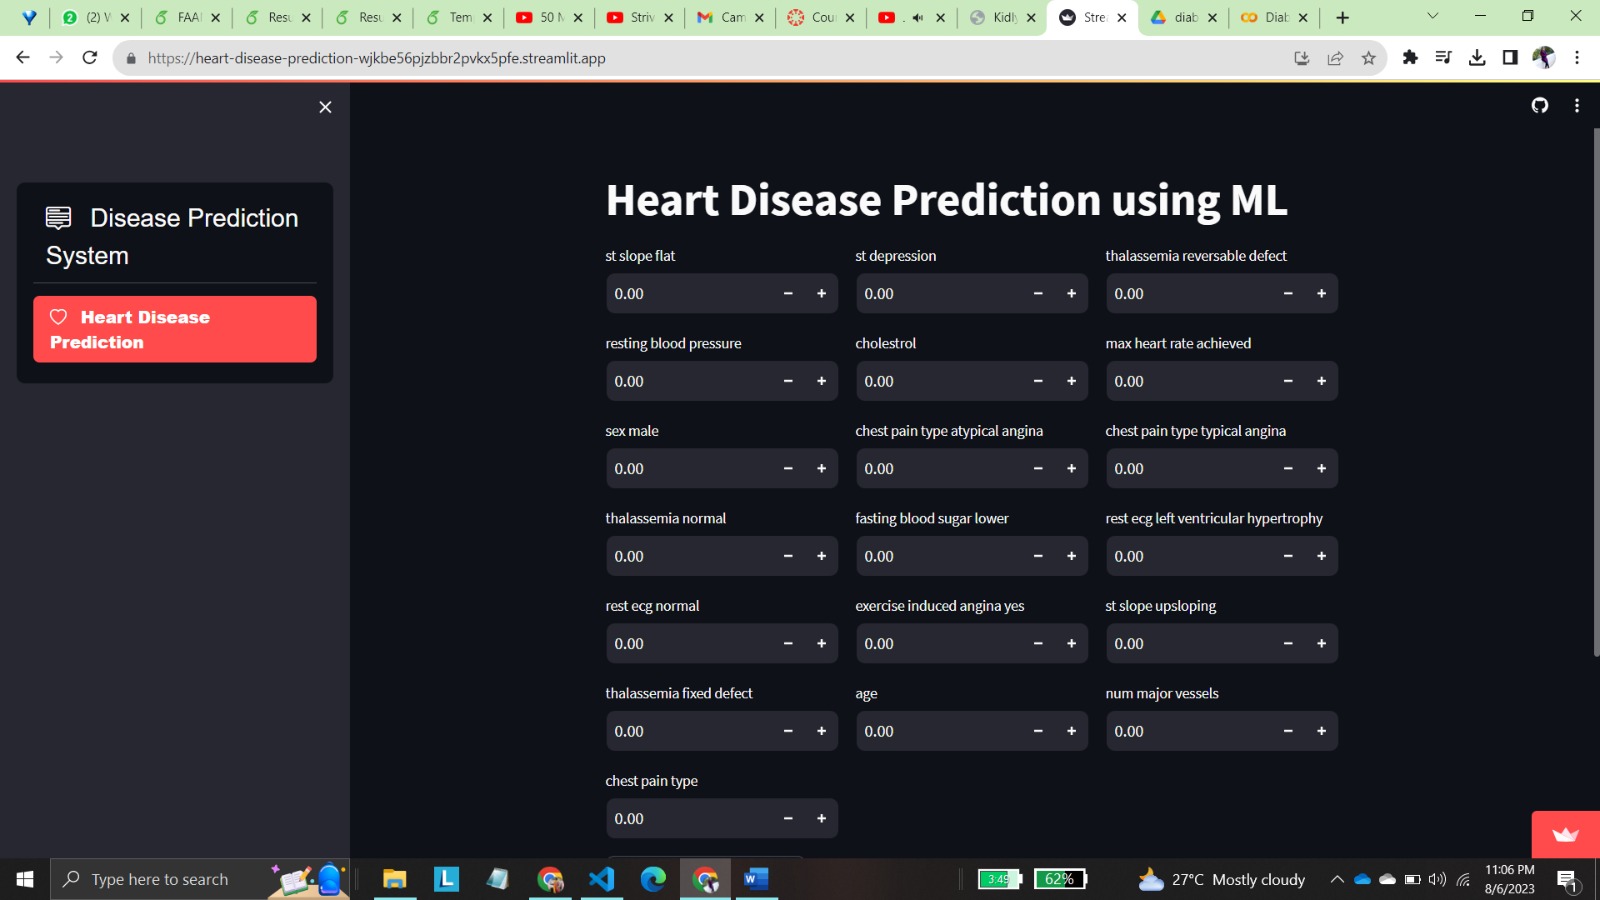 (2) V
FAAI
Resu
Resu
Tem
50 M
Striv
Cam
Cour
Kidly
Strea
diab
Diab
https://heart-disease-prediction-wjkbe56pjzbbr2pvkx5pfe.streamlit.app
Disease Prediction
System
Heart Disease
Prediction
Heart Disease Prediction using ML
st slope flat
st depression
thalassemia reversable defect
0.00
0.00
0.00
resting blood pressure
cholestrol
max heart rate achieved
0.00
0.00
0.00
sex male
chest pain type atypical angina
chest pain type typical angina
0.00
0.00
0.00
thalassemia normal
fasting blood sugar lower
rest ecg left ventricular hypertrophy
0.00
0.00
0.00
rest ecg normal
exercise induced angina yes
st slope upsloping
0.00
0.00
0.00
thalassemia fixed defect
age
num major vessels
0.00
0.00
0.00
chest pain type
0.00
Type here to search
3:49
62%
27°C Mostly cloudy
11:06 PM
8/6/2023
1